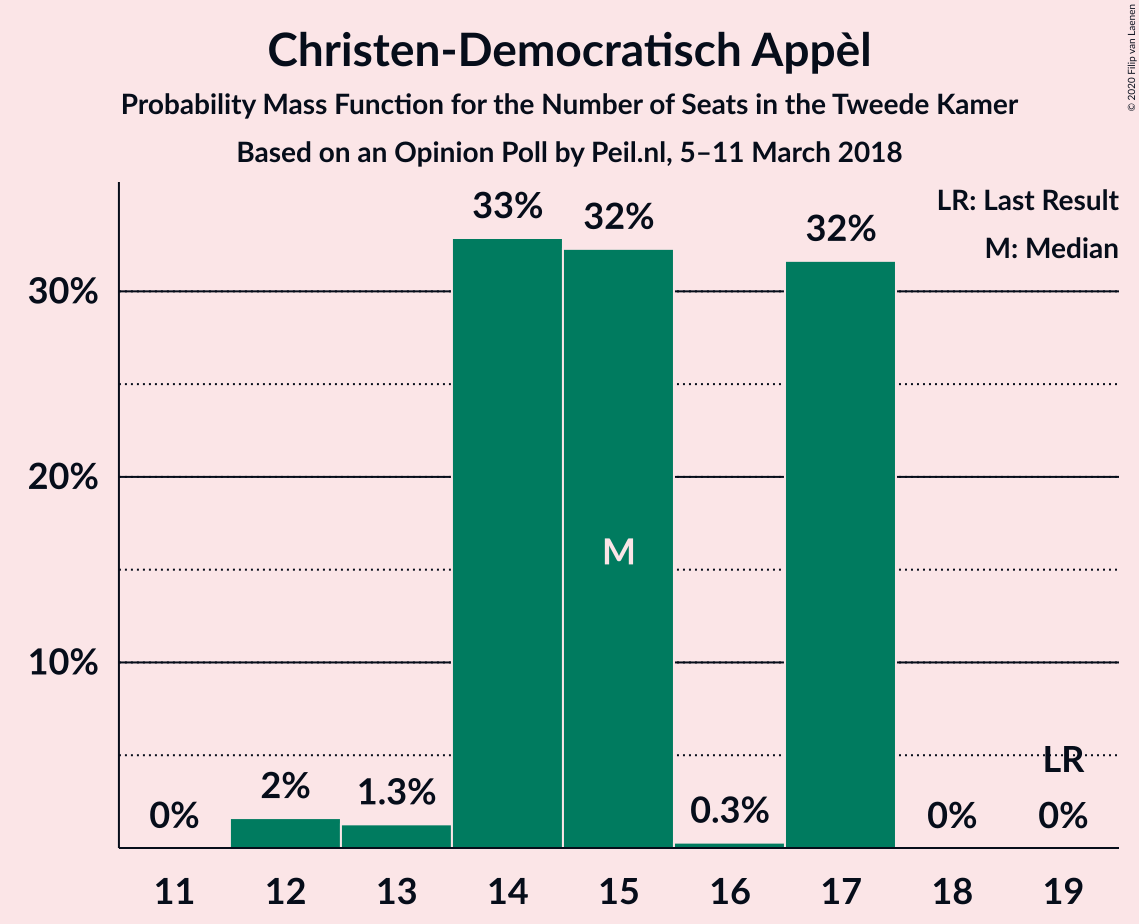 Christen-Democratisch Appèl
Probability Mass Function for the Number of Seats in the Tweede Kamer
Based on an Opinion Poll by Peil.nl, 5–11 March 2018
© 2020 Filip van Laenen
LR: Last Result
M: Median
30%
20%
10%
0%
2%
1.3%
33%
32%
0.3%
32%
0%
0%
M
LR
11 12 13 14 15 16 17 18 19